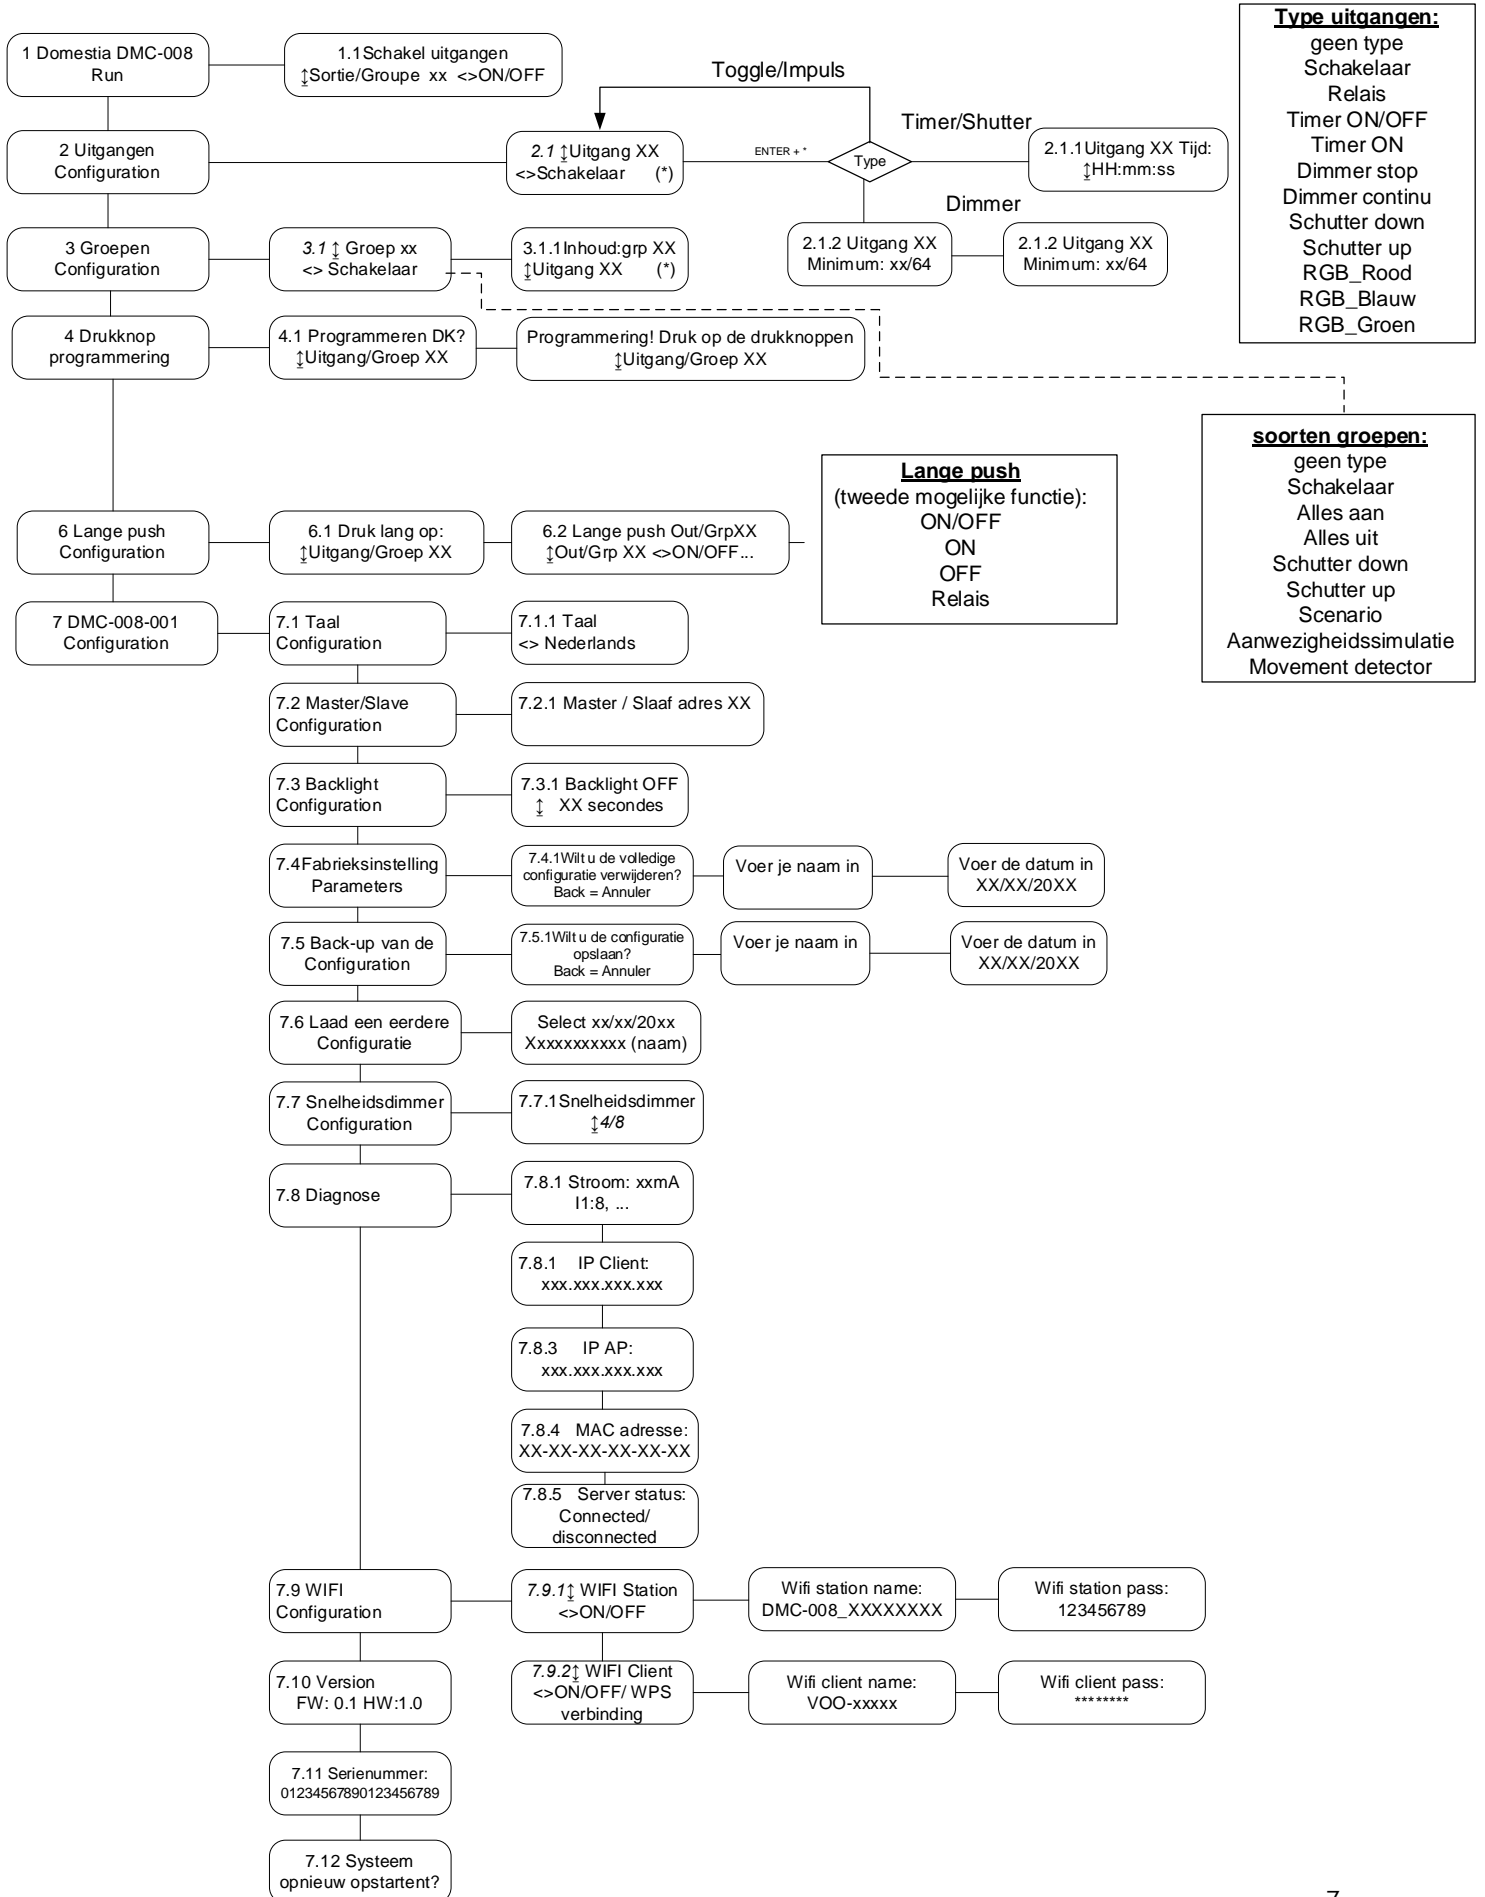 Type uitgangen:
geen type
Schakelaar
Relais
Timer ON/OFF
Timer ON
Dimmer stop
Dimmer continu
Schutter down
Schutter up
RGB_Rood
RGB_Blauw
RGB_Groen
1 Domestia DMC-008
Run
1.1Schakel uitgangen
↕Sortie/Groupe xx <>ON/OFF
Toggle/Impuls
2 Uitgangen
Configuration
2.1 ↕Uitgang XX
<>Schakelaar (*)
ENTER + *
Type
Timer/Shutter
2.1.1Uitgang XX Tijd:
↕HH:mm:ss
Dimmer
2.1.2 Uitgang XX
Minimum: xx/64
2.1.2 Uitgang XX
Minimum: xx/64
3 Groepen
Configuration
3.1 ↕ Groep xx
<> Schakelaar
3.1.1Inhoud:grp XX
↕Uitgang XX (*)
4 Drukknop
programmering
4.1 Programmeren DK?
↕Uitgang/Groep XX
Programmering! Druk op de drukknoppen
↕Uitgang/Groep XX
soorten groepen:
geen type
Schakelaar
Alles aan
Alles uit
Schutter down
Schutter up
Scenario
Aanwezigheidssimulatie
Movement detector
Lange push
(tweede mogelijke functie):
ON/OFF
ON
OFF
Relais
6 Lange push
Configuration
6.1 Druk lang op:
↕Uitgang/Groep XX
6.2 Lange push Out/GrpXX
↕Out/Grp XX <>ON/OFF...
7 DMC-008-001
Configuration
7.1 Taal
Configuration
7.1.1 Taal
<> Nederlands
7.2 Master/Slave
Configuration
7.2.1 Master / Slaaf adres XX
7.3 Backlight
Configuration
7.3.1 Backlight OFF
↕ XX secondes
7.4Fabrieksinstelling
Parameters
7.4.1Wilt u de volledige
configuratie verwijderen?
Back = Annuler
Voer je naam in
Voer de datum in
XX/XX/20XX
7.5 Back-up van de
Configuration
7.5.1Wilt u de configuratie
opslaan?
Back = Annuler
Voer je naam in
Voer de datum in
XX/XX/20XX
7.6 Laad een eerdere
Configuratie
Select xx/xx/20xx
Xxxxxxxxxxx (naam)
7.7 Snelheidsdimmer
Configuration
7.7.1Snelheidsdimmer
↕4/8
7.8 Diagnose
7.8.1 Stroom: xxmA
I1:8, ...
7.8.1 IP Client:
xxx.xxx.xxx.xxx
7.8.3 IP AP:
xxx.xxx.xxx.xxx
7.8.4 MAC adresse:
XX-XX-XX-XX-XX-XX
7.8.5 Server status:
Connected/
disconnected
7.9 WIFI
Configuration
7.9.1↕ WIFI Station
<>ON/OFF
Wifi station name:
DMC-008_XXXXXXXX
Wifi station pass:
123456789
7.10 Version
FW: 0.1 HW:1.0
7.9.2↕ WIFI Client
<>ON/OFF/ WPS
verbinding
Wifi client name:
VOO-xxxxx
Wifi client pass:
********
7.11 Serienummer:
01234567890123456789
7.12 Systeem
opnieuw opstartent?